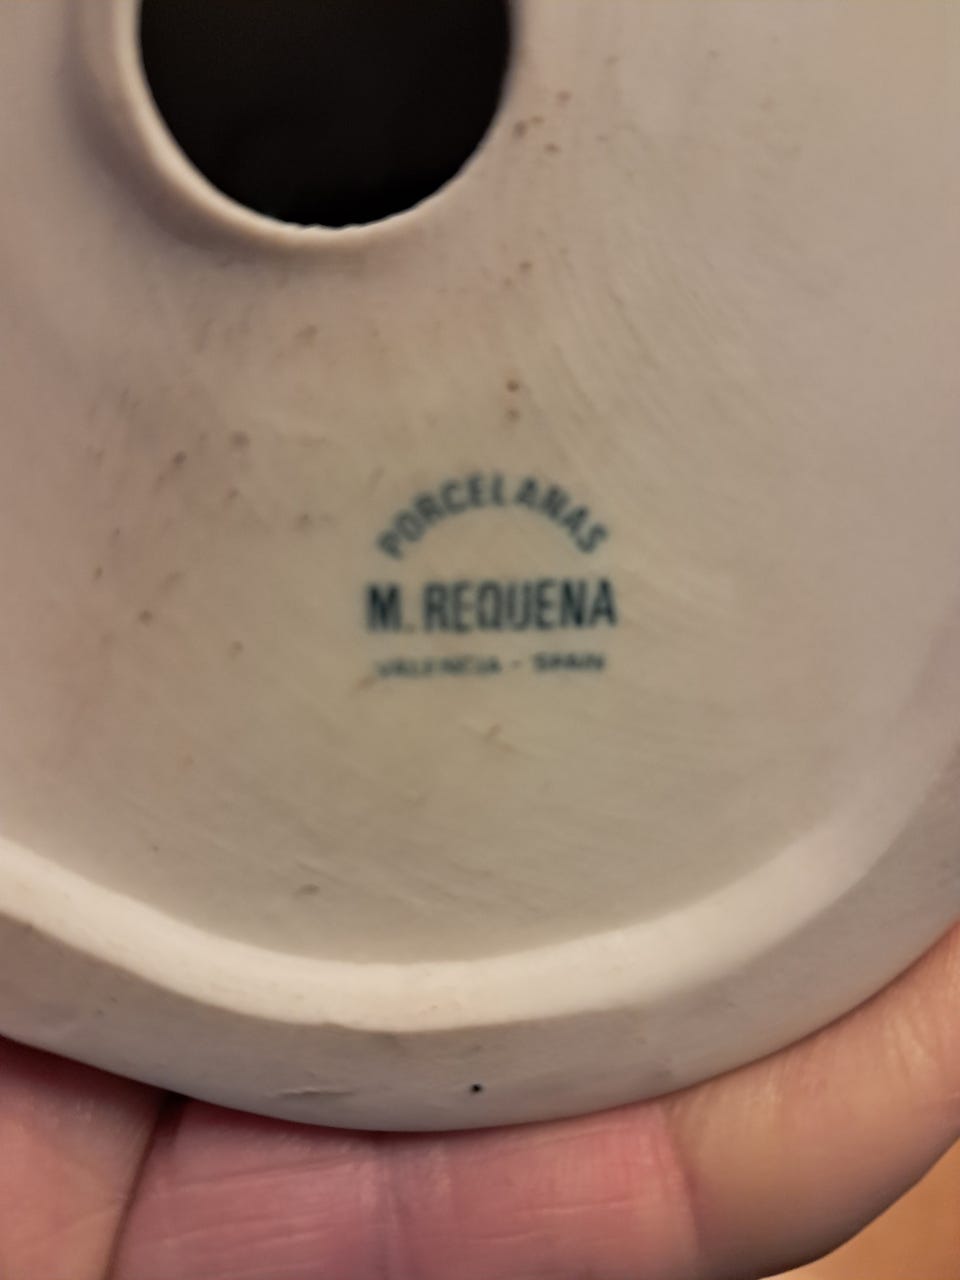 PORCELANAS
M. REQUENA
VALENCIA - SPAIN